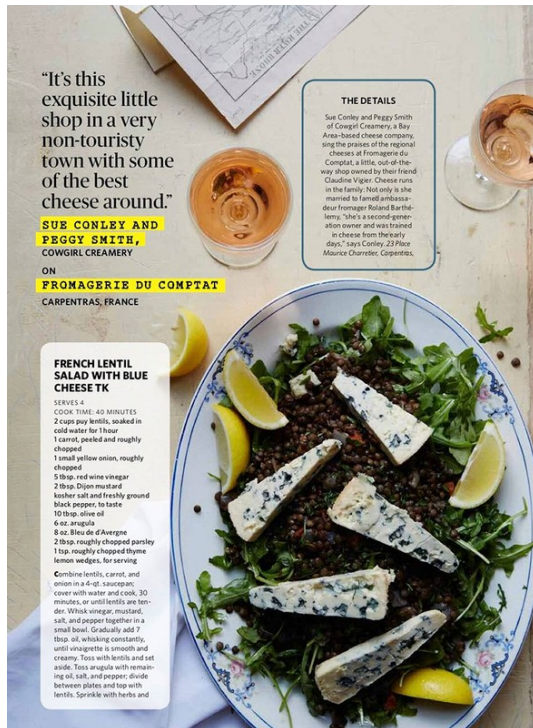 “It’s this
exquisite little
shop in a very
non-touristy
town with some
of the best
cheese around.”
SUE CONLEY AND
PEGGY SMITH,
COWGIRL CREAMERY
ON
FROMAGERIE DU COMPTAT
CARPENTRAS, FRANCE
THE DETAILS
Sue Conley and Peggy Smith
of Cowgirl Creamery, a Bay
Area–based cheese company,
sing the praises of the regional
cheeses at Fromagerie du
Comptat, a little, out-of-the-
way shop owned by their friend
Claudine Vigier. Cheese runs
in the family: Not only is she
married to famed ambassa-
deur fromager Roland Barthé-
lemy, “she’s a second-gener-
ation owner and was trained
in cheese from the early
days,” says Conley. 23 Place
Maurice Charretier, Carpentras,
FRENCH LENTIL
SALAD WITH BLUE
CHEESE TK
SERVES 4
COOK TIME: 40 MINUTES
2 cups puy lentils, soaked in
cold water for 1 hour
1 carrot, peeled and roughly
chopped
1 small yellow onion, roughly
chopped
5 tbsp. red wine vinegar
2 tbsp. Dijon mustard
kosher salt and freshly ground
black pepper, to taste
10 tbsp. olive oil
6 oz. arugula
8 oz. Bleu de d’Avergne
2 tbsp. roughly chopped parsley
1 tsp. roughly chopped thyme
lemon wedges, for serving
Combine lentils, carrot, and
onion in a 4-qt. saucepan;
cover with water and cook, 30
minutes, or until lentils are ten-
der. Whisk vinegar, mustard,
salt, and pepper together in a
small bowl. Gradually add 7
tbsp. oil, whisking constantly,
until vinaigrette is smooth and
creamy. Toss with lentils and set
aside. Toss arugula with remain-
ing oil, salt, and pepper; divide
between plates and top with
lentils. Sprinkle with herbs and